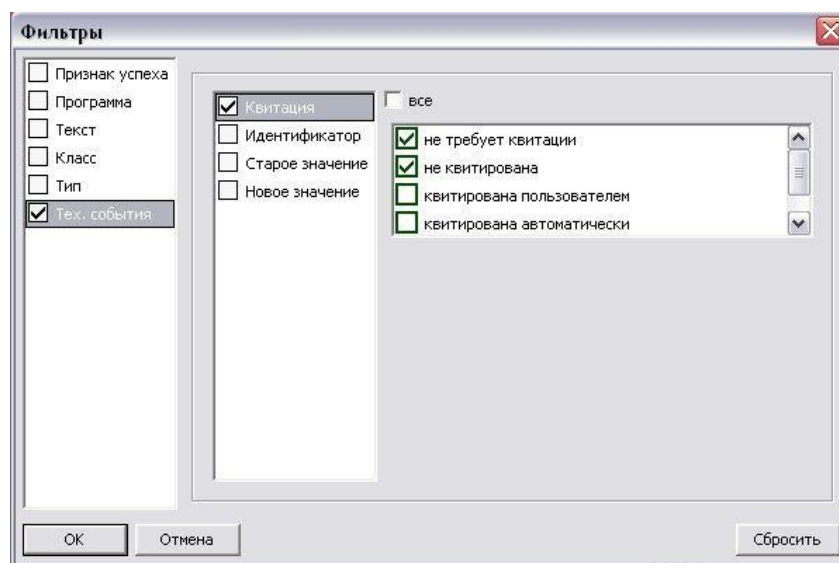 Фильтры
Признак успеха
Программа
Текст
Класс
Тип
Тех. события
Квитация
Идентификатор
Старое значение
Новое значение
все
не требует квитации
не квитирована
квитирована пользователем
квитирована автоматически
OK
Отмена
Сбросить